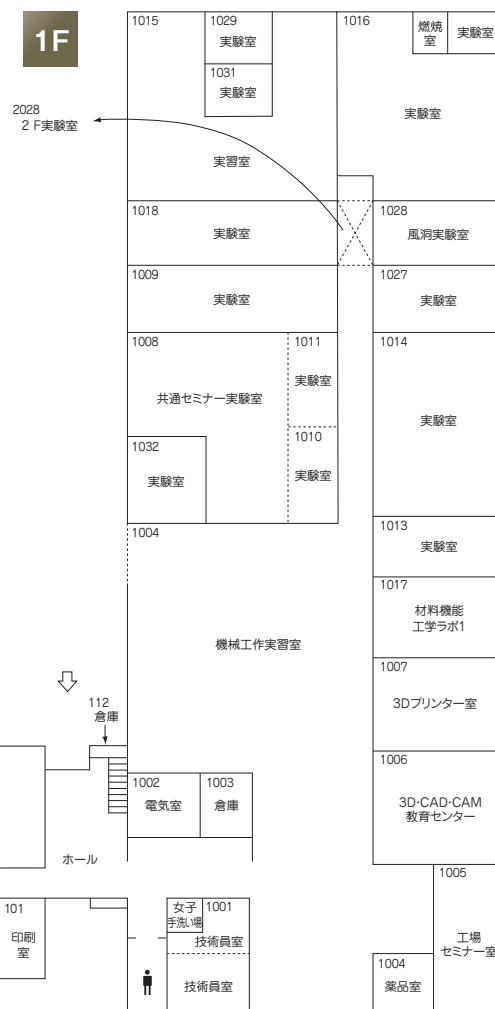 1F
1015
1029
実験室
1031
実験室
実習室
1016
燃焼
室
実験室
実験室
2028
2 F実験室
1018
実験室
1028
風洞実験室
1009
実験室
1027
実験室
1008
共通セミナー実験室
1011
実験室
1010
実験室
1032
実験室
1014
実験室
1004
機械工作実習室
1013
実験室
1017
材料機能
工学ラボ1
1007
3Dプリンター室
112
倉庫
1002
電気室
1003
倉庫
1006
3D·CAD·CAM
教育センター
ホール
1005
工場
セミナー室
101
印刷
室
女子
手洗い場
1001
技術員室
技術員室
1004
薬品室